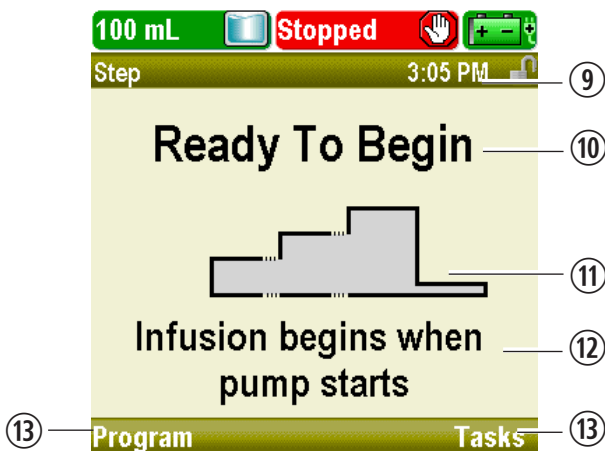 100 mL Stopped
Step 3:05 PM ⑨
Ready To Begin ⑩
⑪
Infusion begins when ⑫
pump starts
⑬ Program Tasks ⑬